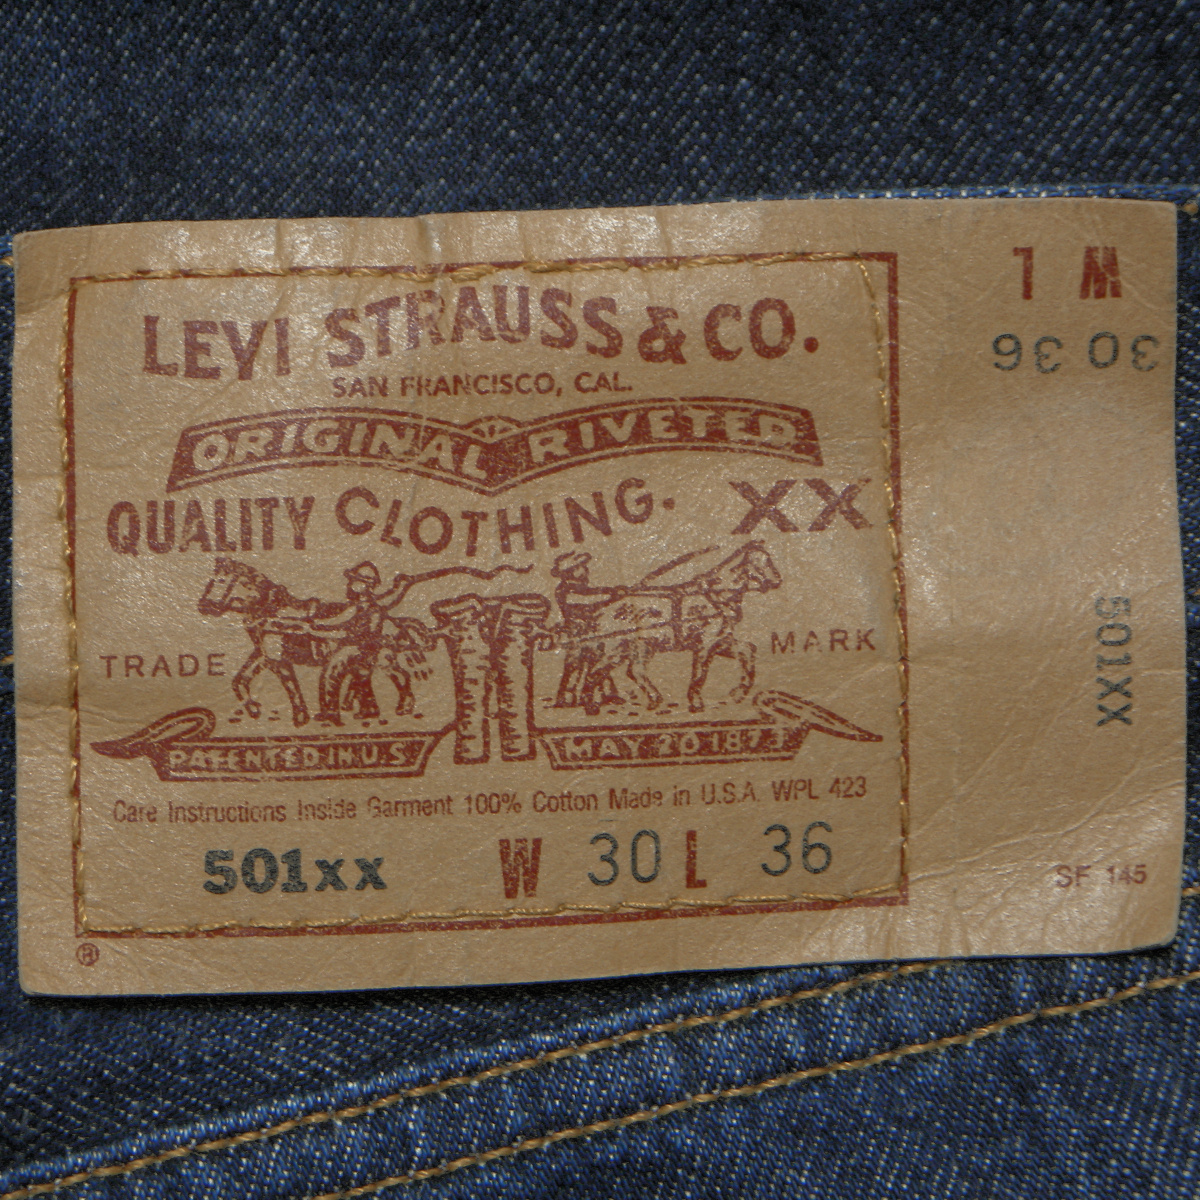 LEVI STRAUSS & CO.
SAN FRANCISCO, CAL.
ORIGINAL RIVETED
QUALITY CLOTHING. XX
TRADE MARK
PATENTED IN U.S MAY 20 1873
Care Instructions Inside Garment 100% Cotton Made in U.S.A. WPL 423
501xx W 30 L 36
®
W L
30 36
501XX
SF 145